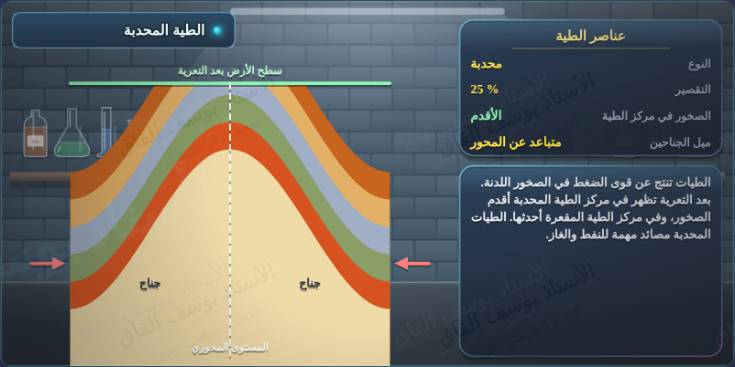 الطية المحدبة
سطح الأرض بعد التعرية
جناح
جناح
المستوى المحوري
عناصر الطية
النوع محدبة
التقصير 25 %
الصخور في مركز الطية الأقدم
ميل الجناحين متباعد عن المحور
الطيات تنتج عن قوى الضغط في الصخور اللدنة.
بعد التعرية تظهر في مركز الطية المحدبة أقدم
الصخور، وفي مركز الطية المقعرة أحدثها. الطيات
المحدبة مصائد مهمة للنفط والغاز.
الأستاذ يوسف القاق